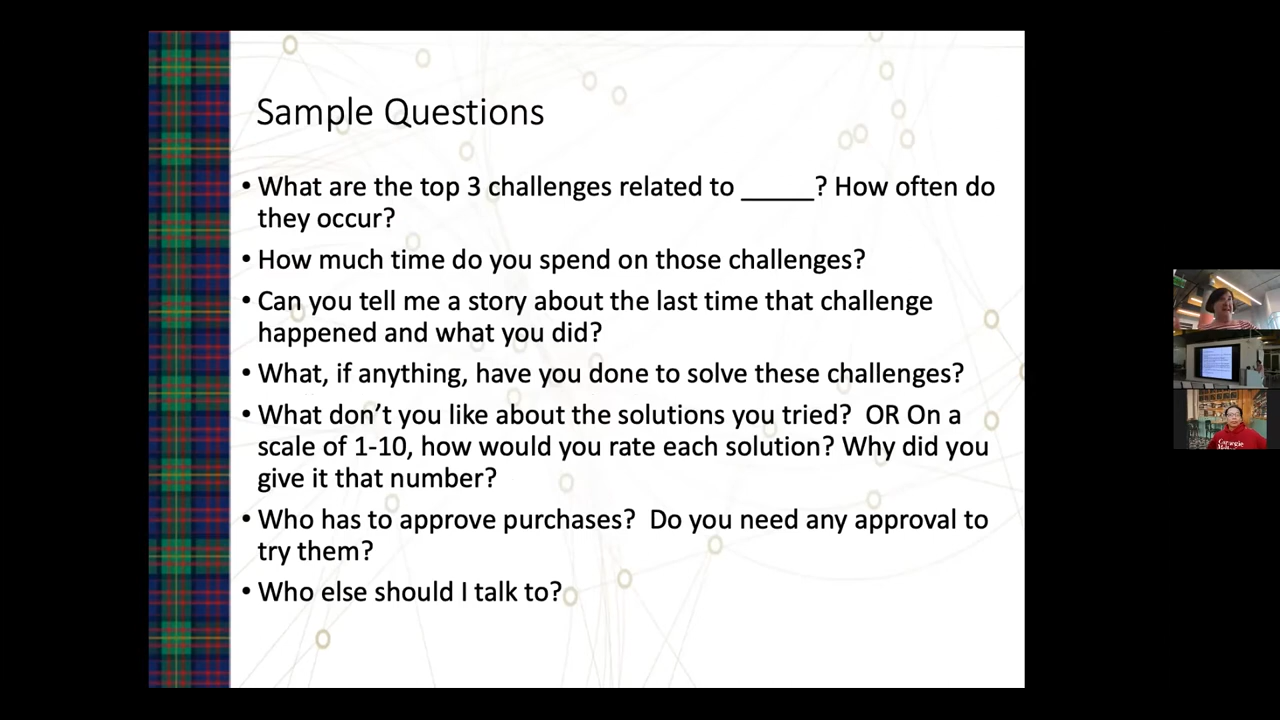 Sample Questions
• What are the top 3 challenges related to _____? How often do
they occur?
• How much time do you spend on those challenges?
• Can you tell me a story about the last time that challenge
happened and what you did?
• What, if anything, have you done to solve these challenges?
• What don't you like about the solutions you tried?  OR On a
scale of 1-10, how would you rate each solution? Why did you
give it that number?
• Who has to approve purchases?  Do you need any approval to
try them?
• Who else should I talk to?
Carnegie